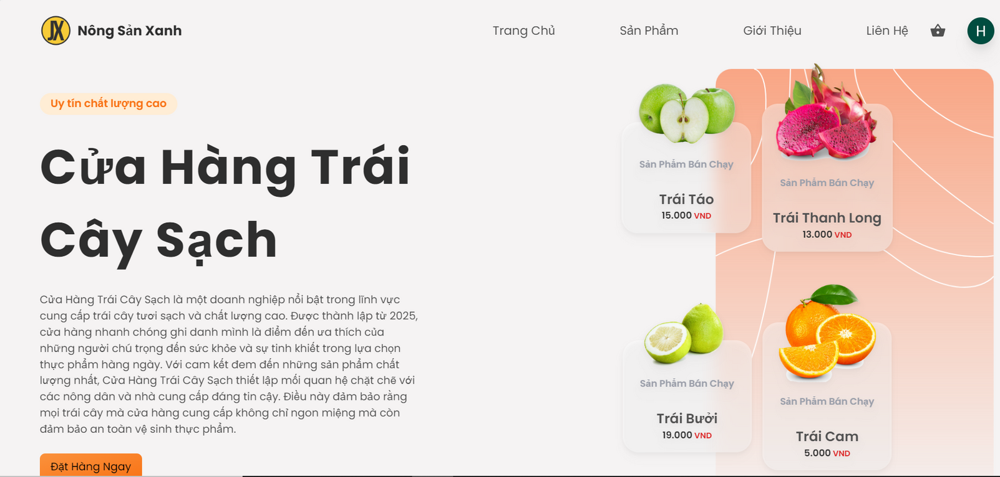 JX Nông Sản Xanh
Trang Chủ Sản Phẩm Giới Thiệu Liên Hệ H
Uy tín chất lượng cao
Cửa Hàng Trái
Cây Sạch
Cửa Hàng Trái Cây Sạch là một doanh nghiệp nổi bật trong lĩnh vực
cung cấp trái cây tươi sạch và chất lượng cao. Được thành lập từ 2025,
cửa hàng nhanh chóng ghi danh mình là điểm đến ưa thích của
những người chú trọng đến sức khỏe và sự tinh khiết trong lựa chọn
thực phẩm hàng ngày. Với cam kết đem đến những sản phẩm chất
lượng nhất, Cửa Hàng Trái Cây Sạch thiết lập mối quan hệ chặt chẽ với
các nông dân và nhà cung cấp đáng tin cậy. Điều này đảm bảo rằng
mọi trái cây mà cửa hàng cung cấp không chỉ ngon miệng mà còn
đảm bảo an toàn vệ sinh thực phẩm.
Đặt Hàng Ngay
Sản Phẩm Bán Chạy
Trái Táo
15.000 VND
Sản Phẩm Bán Chạy
Trái Thanh Long
13.000 VND
Sản Phẩm Bán Chạy
Trái Bưởi
19.000 VND
Sản Phẩm Bán Chạy
Trái Cam
5.000 VND